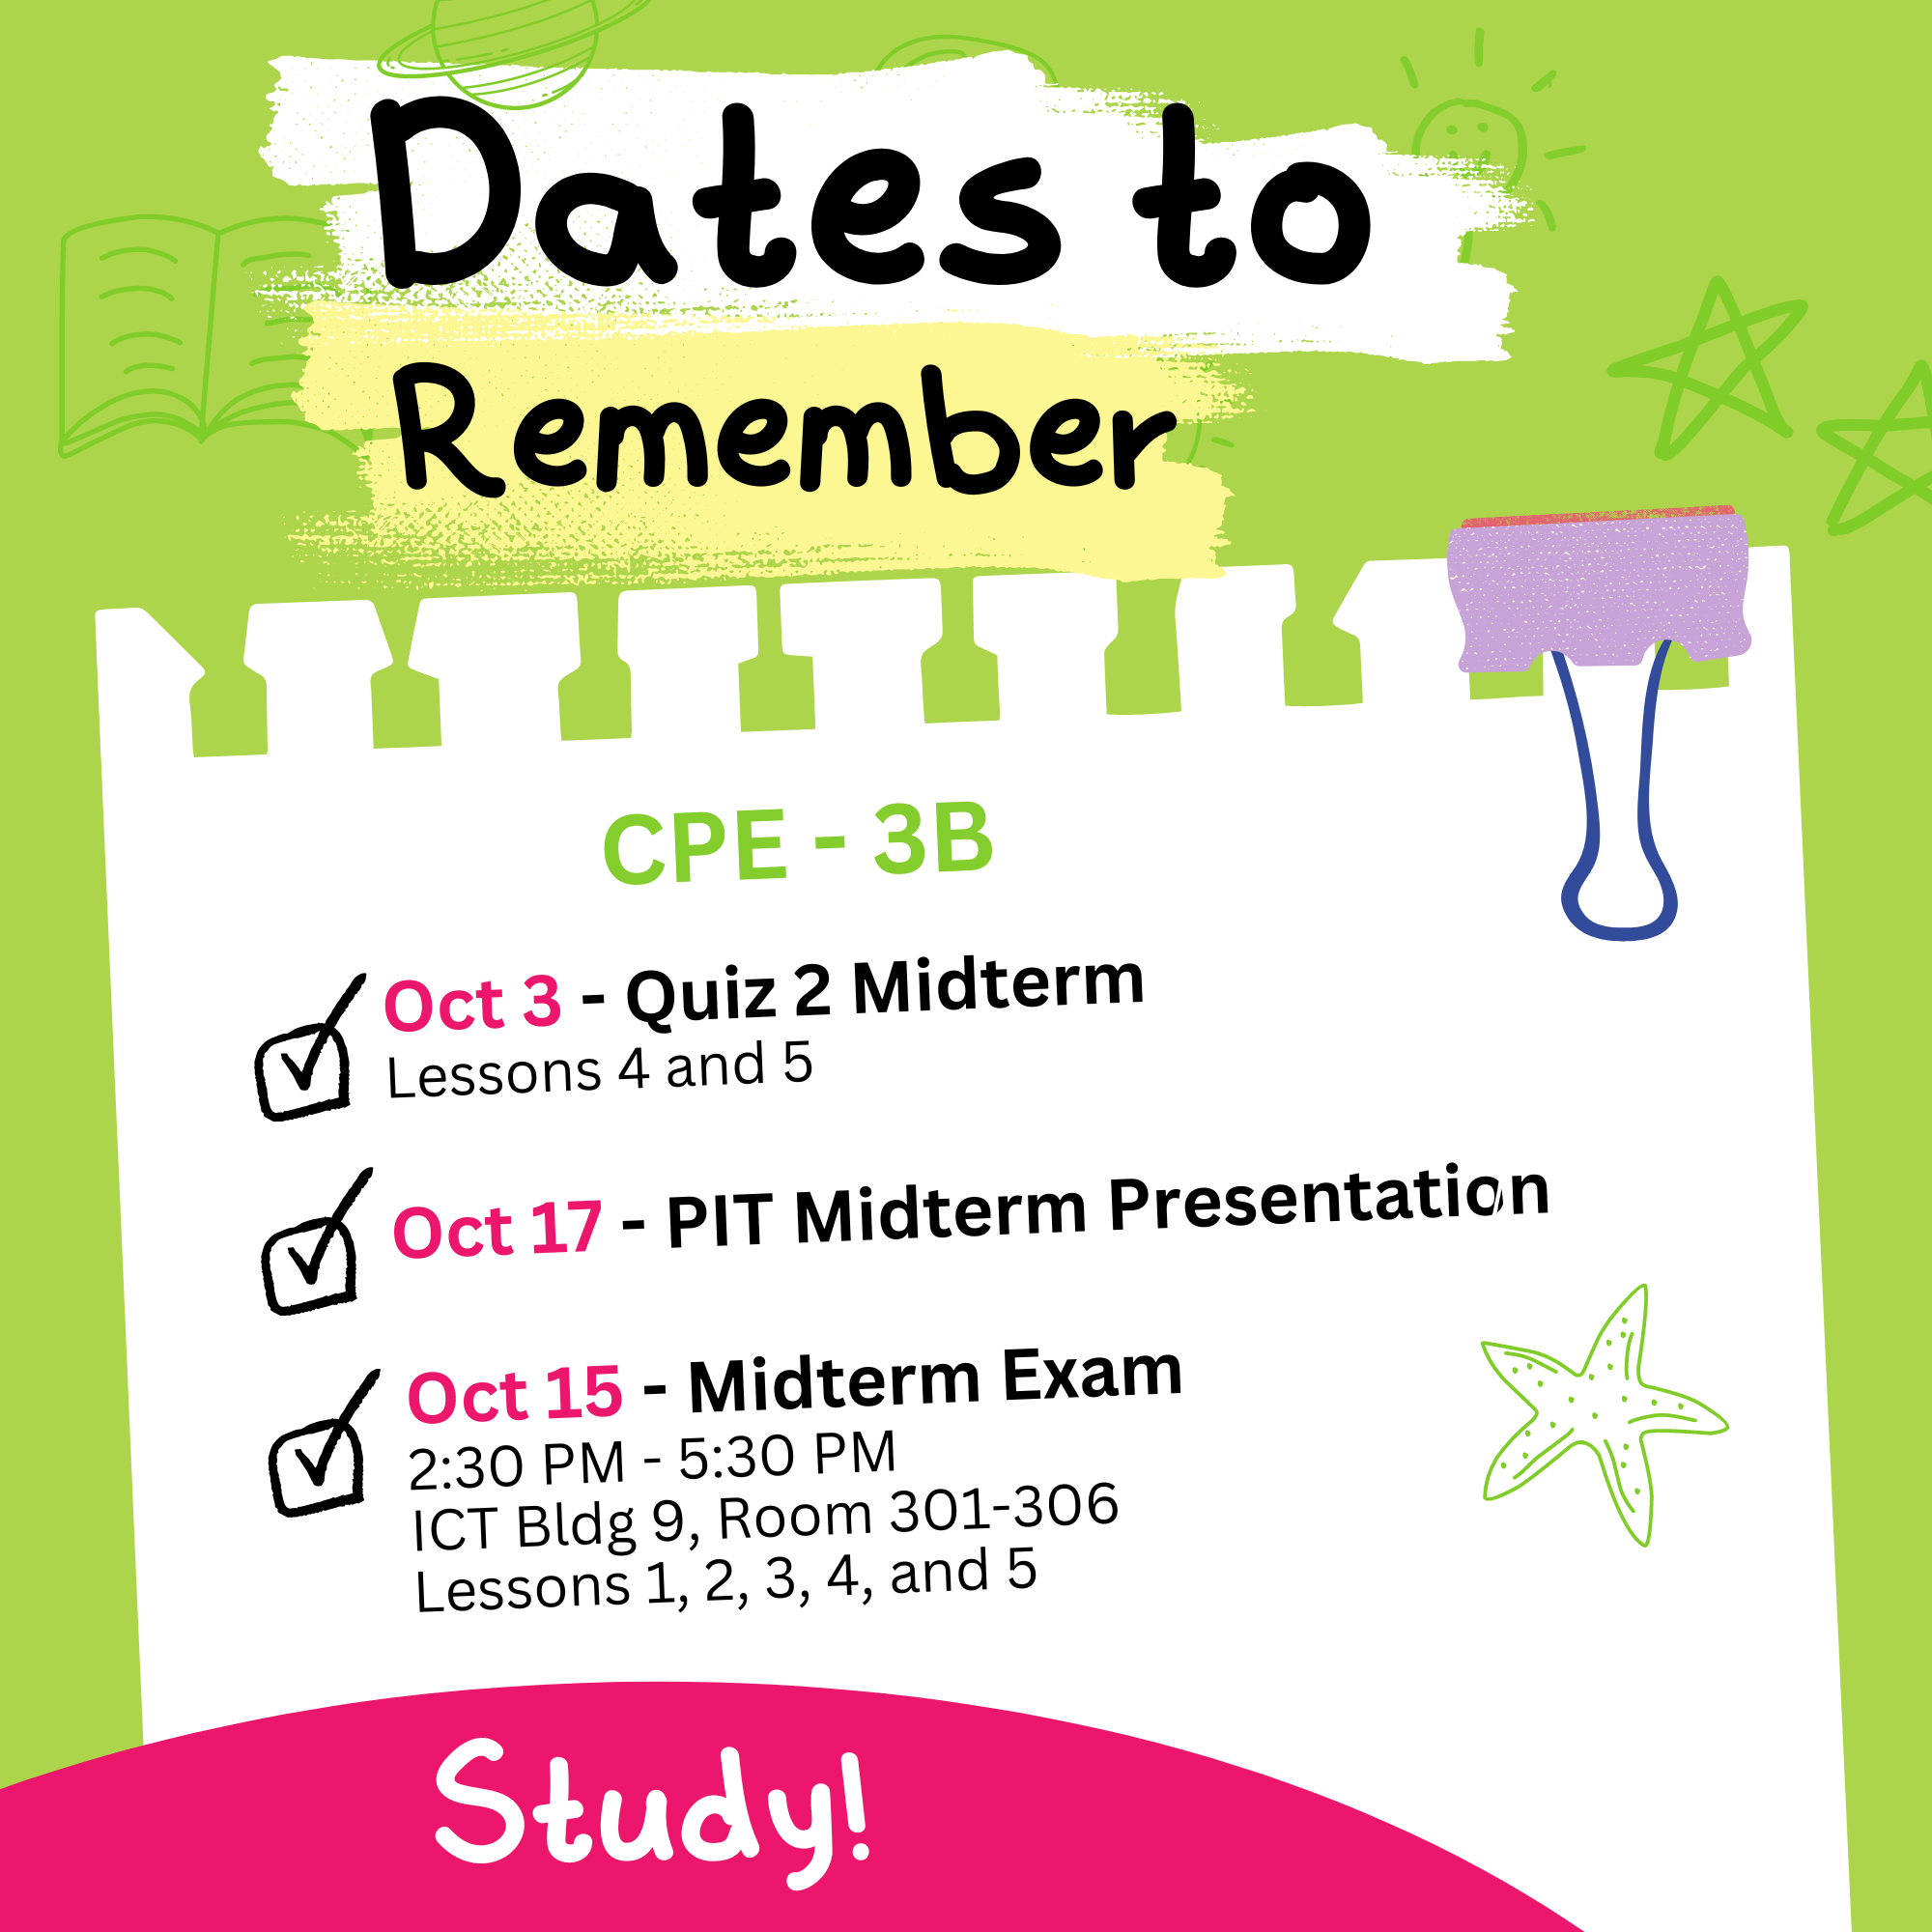 Dates to
Remember
CPE - 3B
Oct 3 - Quiz 2 Midterm
Lessons 4 and 5
Oct 17 - PIT Midterm Presentation
Oct 15 - Midterm Exam
2:30 PM - 5:30 PM
ICT Bldg 9, Room 301-306
Lessons 1, 2, 3, 4, and 5
Study!